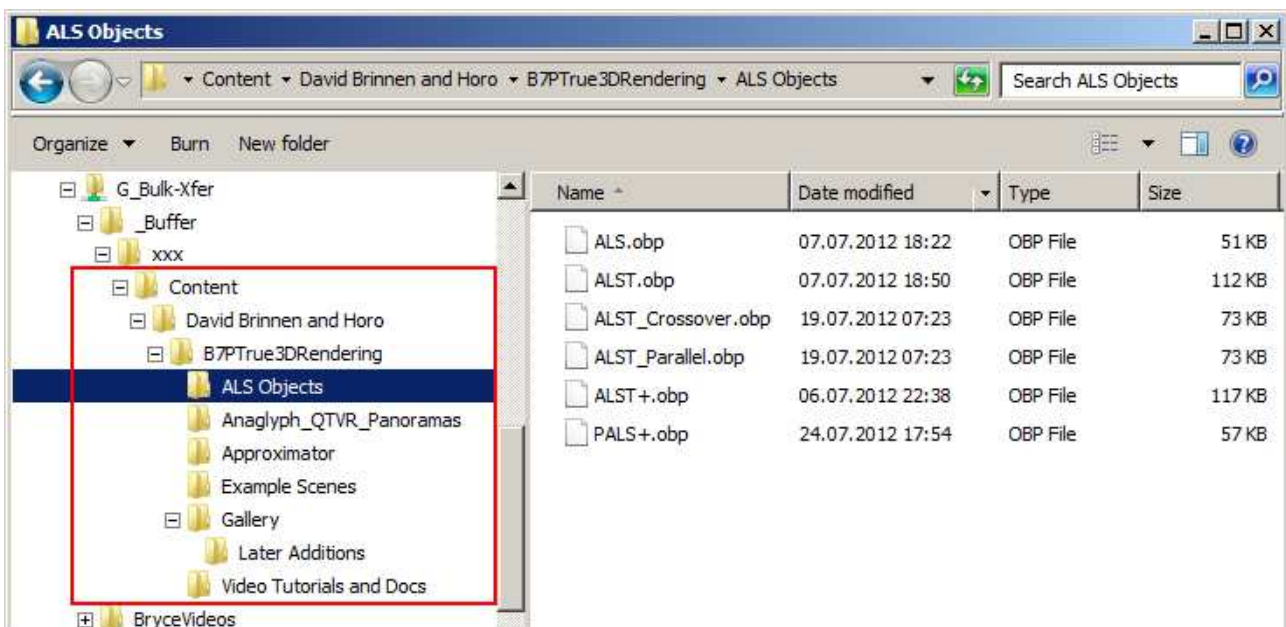 ALS Objects
Content David Brinnen and Horo B7PTrue3DRendering ALS Objects Search ALS Objects
Organize Burn New folder
G_Bulk-Xfer
_Buffer
xxx
Content
David Brinnen and Horo
B7PTrue3DRendering
ALS Objects
Anaglyph_QTVR_Panoramas
Approximator
Example Scenes
Gallery
Later Additions
Video Tutorials and Docs
BryceVideos
Name Date modified Type Size
ALS.obp 07.07.2012 18:22 OBP File 51 KB
ALST.obp 07.07.2012 18:50 OBP File 112 KB
ALST_Crossover.obp 19.07.2012 07:23 OBP File 73 KB
ALST_Parallel.obp 19.07.2012 07:23 OBP File 73 KB
ALST+.obp 06.07.2012 22:38 OBP File 117 KB
PALS+.obp 24.07.2012 17:54 OBP File 57 KB